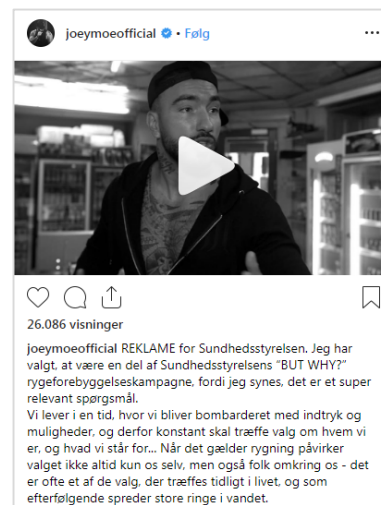 joeymoeofficial • Følg
26.086 visninger
joeymoeofficial REKLAME for Sundhedsstyrelsen. Jeg har
valgt, at være en del af Sundhedsstyrelsens “BUT WHY?”
rygeforebyggelseskampagne, fordi jeg synes, det er et super
relevant spørgsmål.
Vi lever i en tid, hvor vi bliver bombarderet med indtryk og
muligheder, og derfor konstant skal træffe valg om hvem vi
er, og hvad vi står for... Når det gælder rygning påvirker
valget ikke altid kun os selv, men også folk omkring os - det
er ofte et af de valg, der træffes tidligt i livet, og som
efterfølgende spreder store ringe i vandet.